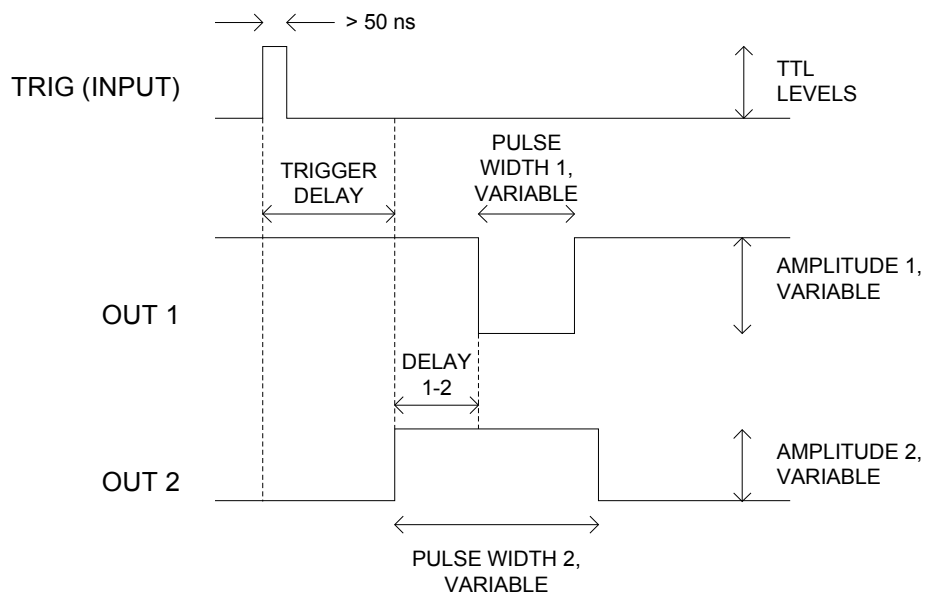 > 50 ns
TRIG (INPUT)
TTL
LEVELS
TRIGGER
DELAY
PULSE
WIDTH 1,
VARIABLE
OUT 1
AMPLITUDE 1,
VARIABLE
DELAY
1-2
OUT 2
AMPLITUDE 2,
VARIABLE
PULSE WIDTH 2,
VARIABLE